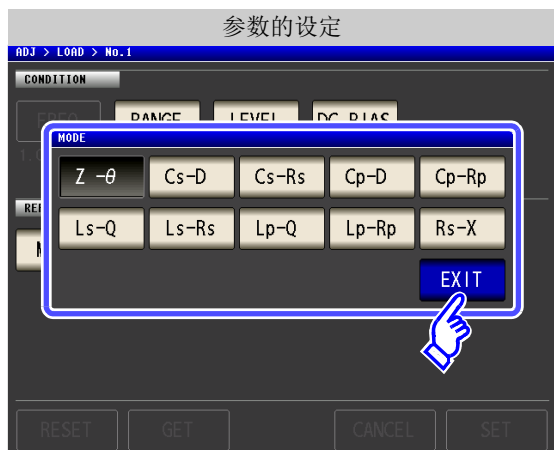 参数的设定
ADJ > LOAD > No.1
CONDITION
RANGE LEVEL DC BIAS
MODE
Z -θ Cs-D Cs-Rs Cp-D Cp-Rp
Ls-Q Ls-Rs Lp-Q Lp-Rp Rs-X
EXIT
RESET GET CANCEL SET